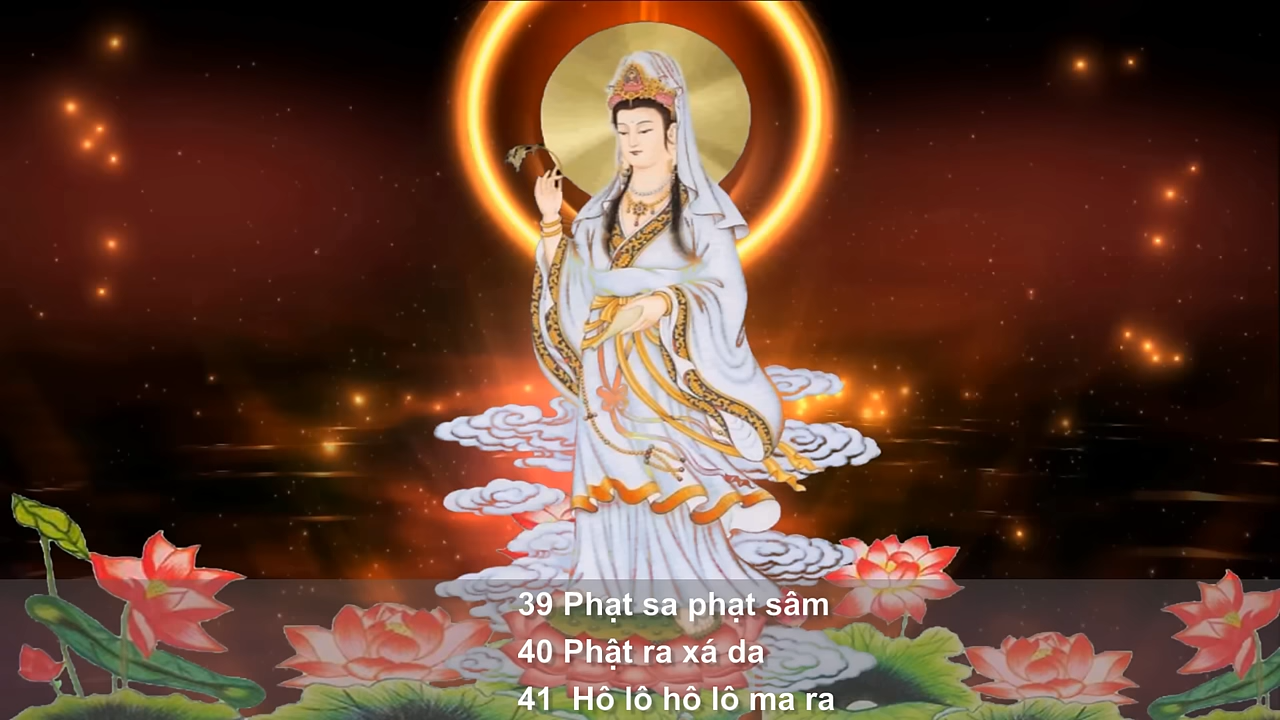 39 Phạt sa phạt sâm
40 Phật ra xá da
41 Hô lô hô lô ma ra